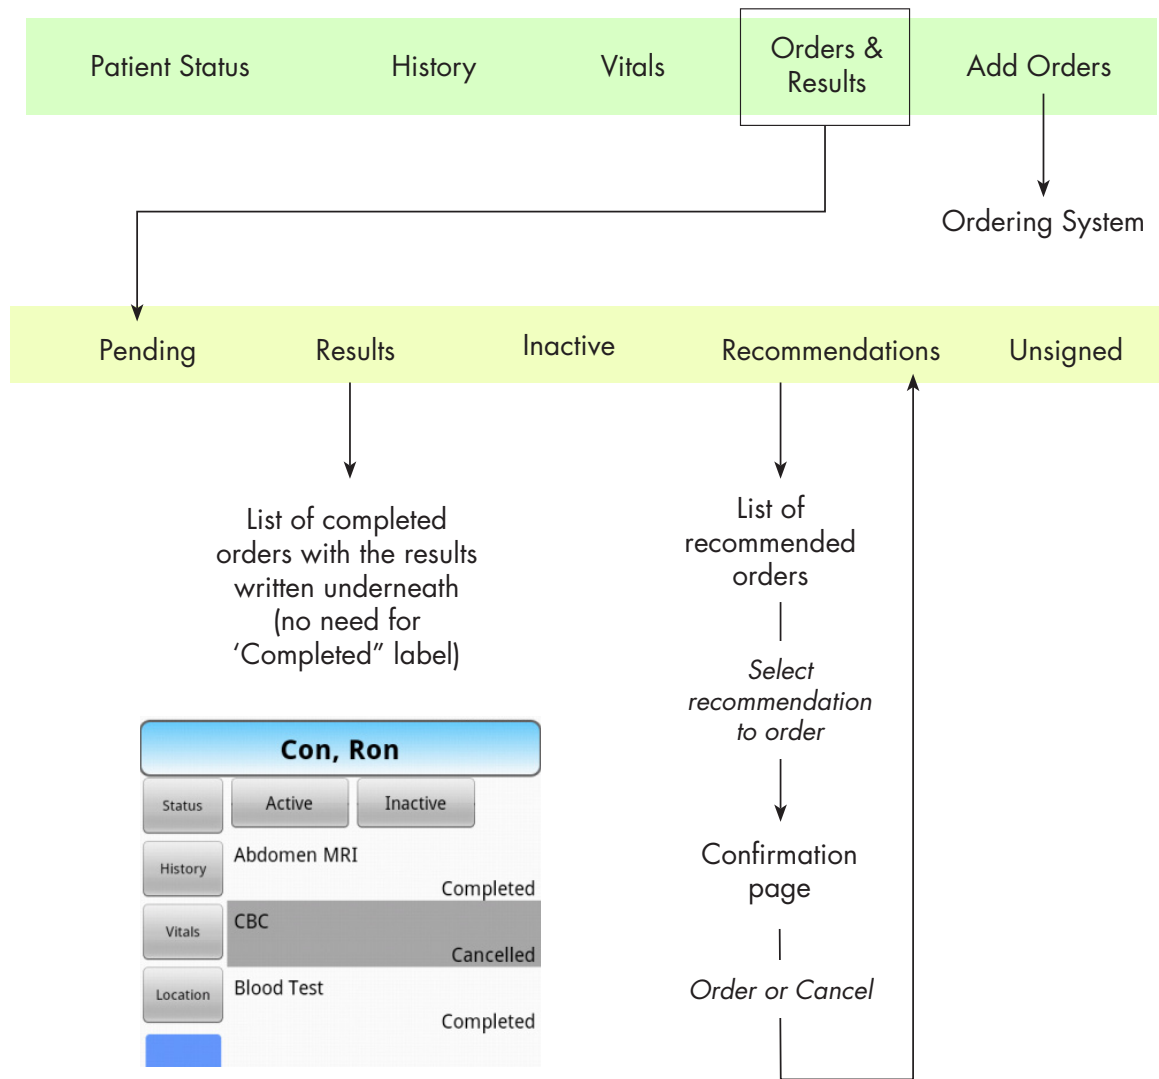 Patient Status
History
Vitals
Orders &
Results
Add Orders
Ordering System
Pending
Results
Inactive
Recommendations
Unsigned
List of completed
orders with the results
written underneath
(no need for
‘Completed” label)
List of
recommended
orders
Select
recommendation
to order
Confirmation
page
Order or Cancel
Con, Ron
Status
Active
Inactive
History
Abdomen MRI
Completed
Vitals
CBC
Cancelled
Location
Blood Test
Completed